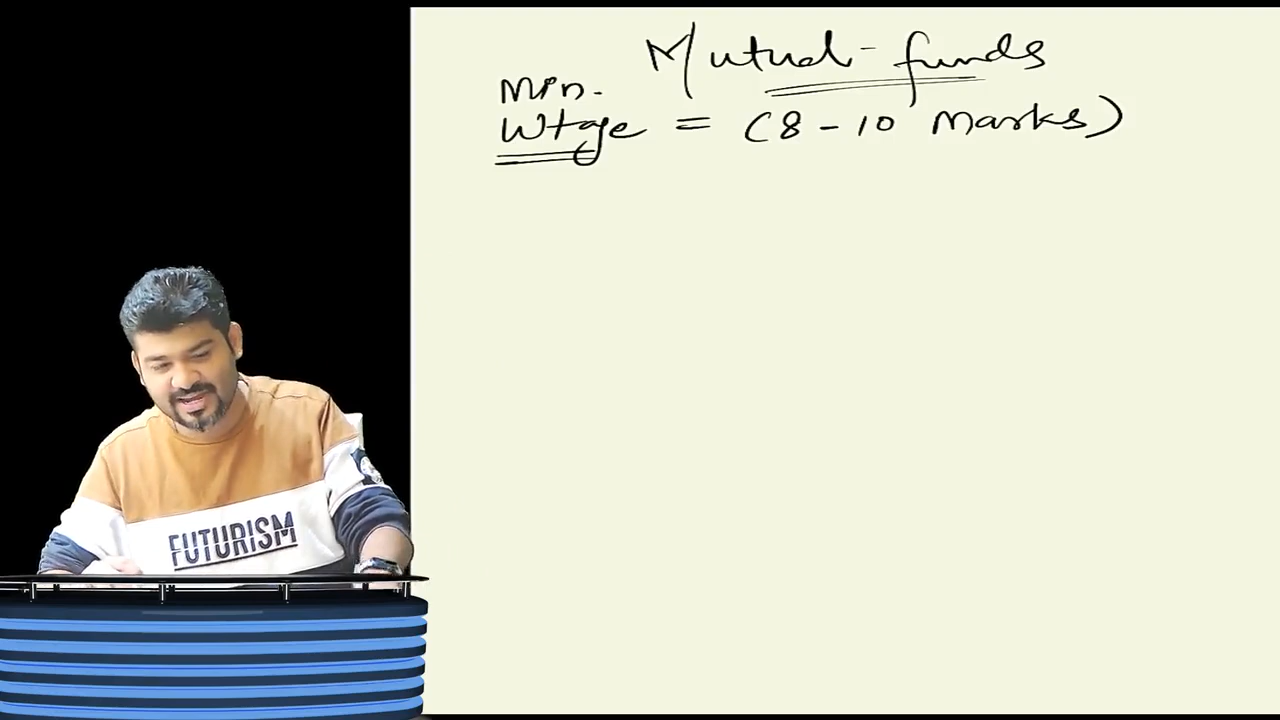 Mutual-funds
Min.
Wtge = (8-10 Marks)
FUTURISM